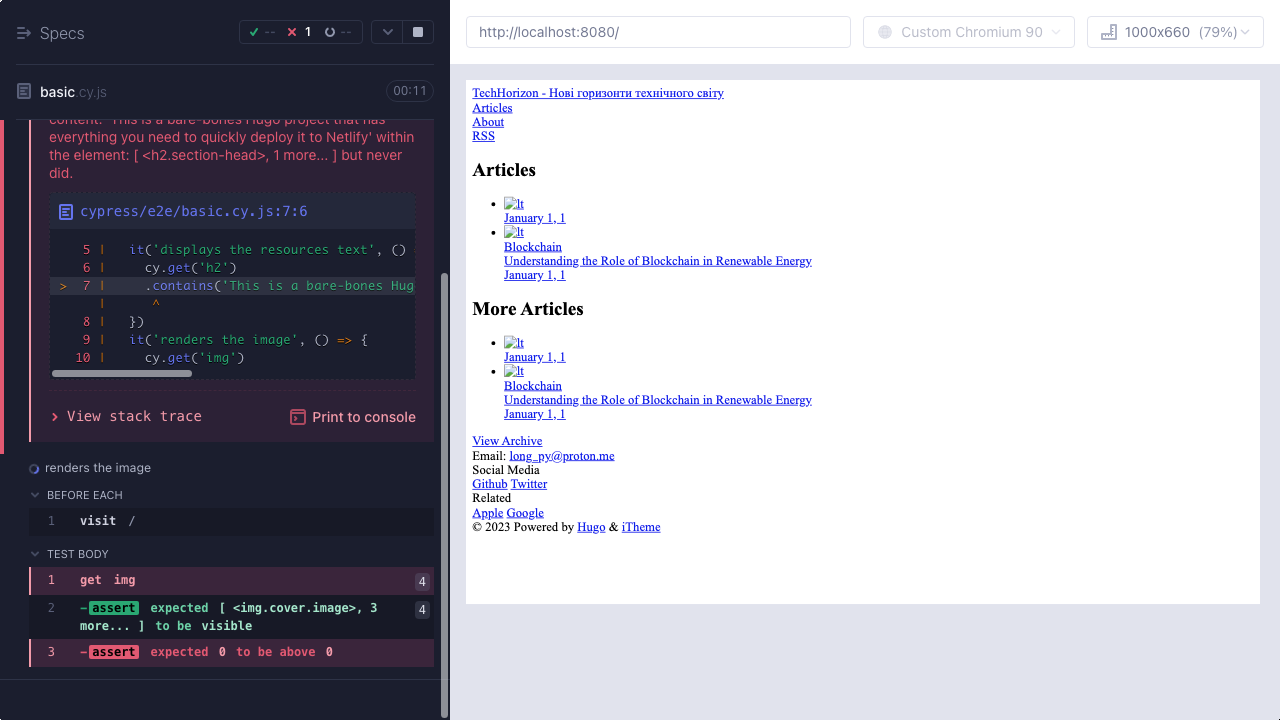 Specs
-- 1 --
basic.cy.js
00:11
content: 'This is a bare-bones Hugo project that has
everything you need to quickly deploy it to Netlify' within
the element: [ <h2.section-head>, 1 more... ] but never
did.
cypress/e2e/basic.cy.js:7:6
5 | it('displays the resources text', ()
6 | cy.get('h2')
> 7 | .contains('This is a bare-bones Hug
| ^
8 | })
9 | it('renders the image', () => {
10 | cy.get('img')
View stack trace
Print to console
renders the image
BEFORE EACH
1 visit /
TEST BODY
1 get img 4
2 -assert expected [ <img.cover.image>, 3 4
more... ] to be visible
3 -assert expected 0 to be above 0
http://localhost:8080/
Custom Chromium 90
1000x660 (79%)
TechHorizon - Нові горизонти технічного світу
Articles
About
RSS
Articles
lt
January 1, 1
lt
Blockchain
Understanding the Role of Blockchain in Renewable Energy
January 1, 1
More Articles
lt
January 1, 1
lt
Blockchain
Understanding the Role of Blockchain in Renewable Energy
January 1, 1
View Archive
Email: long_py@proton.me
Social Media
Github Twitter
Related
Apple Google
© 2023 Powered by Hugo & iTheme